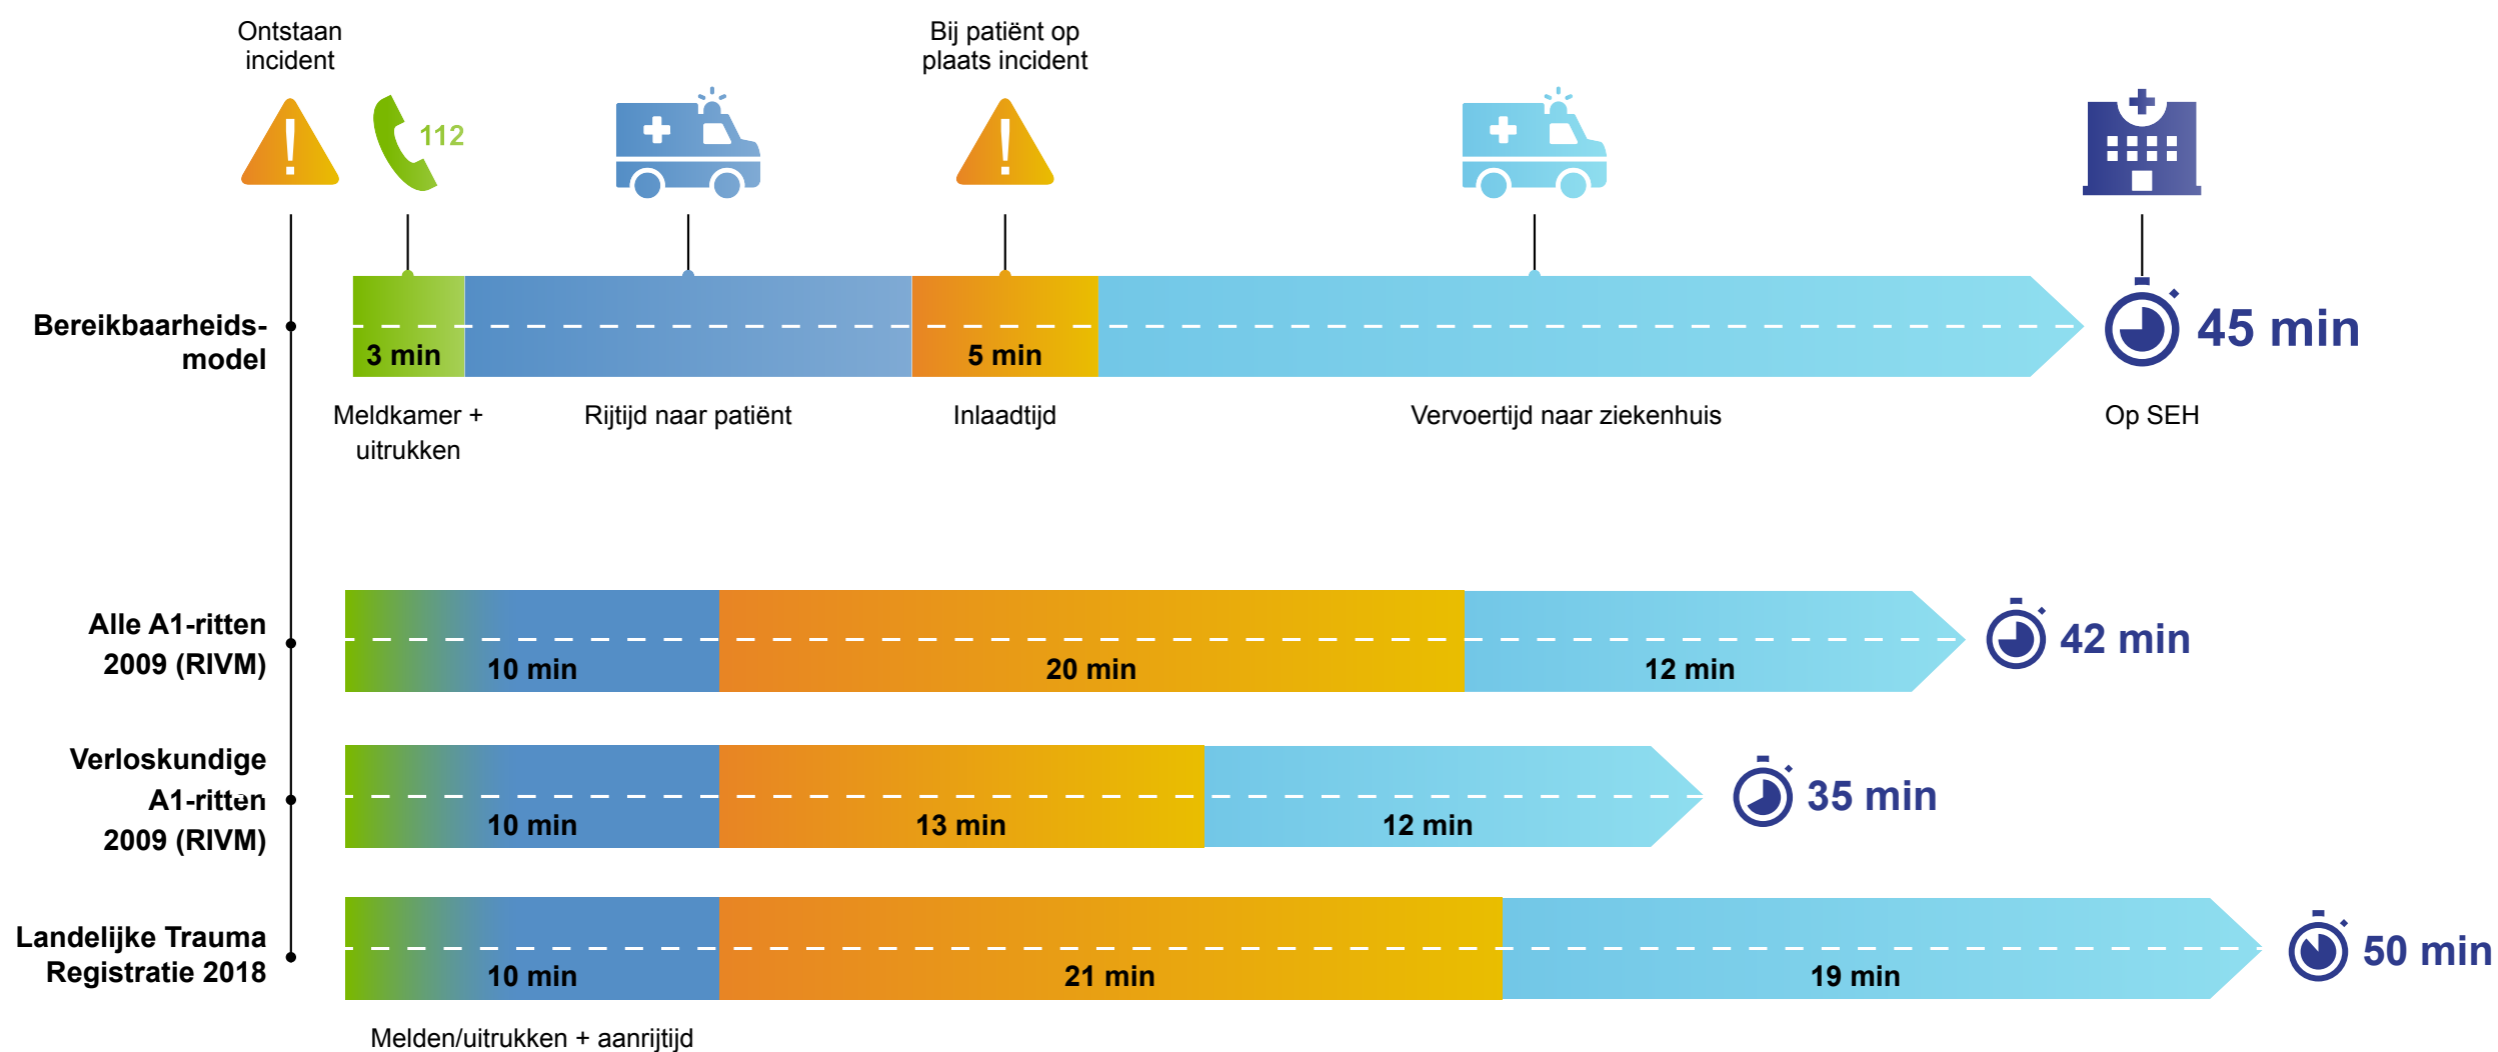 Ontstaan
incident
Bij patiënt op
plaats incident
112
Bereikbaarheids-
model
3 min
5 min
45 min
Meldkamer +
uitrukken
Rijtijd naar patiënt
Inlaadtijd
Vervoertijd naar ziekenhuis
Op SEH
Alle A1-ritten
2009 (RIVM)
10 min
20 min
12 min
42 min
Verloskundige
A1-ritten
2009 (RIVM)
10 min
13 min
12 min
35 min
Landelijke Trauma
Registratie 2018
10 min
21 min
19 min
50 min
Melden/uitrukken + aanrijtijd